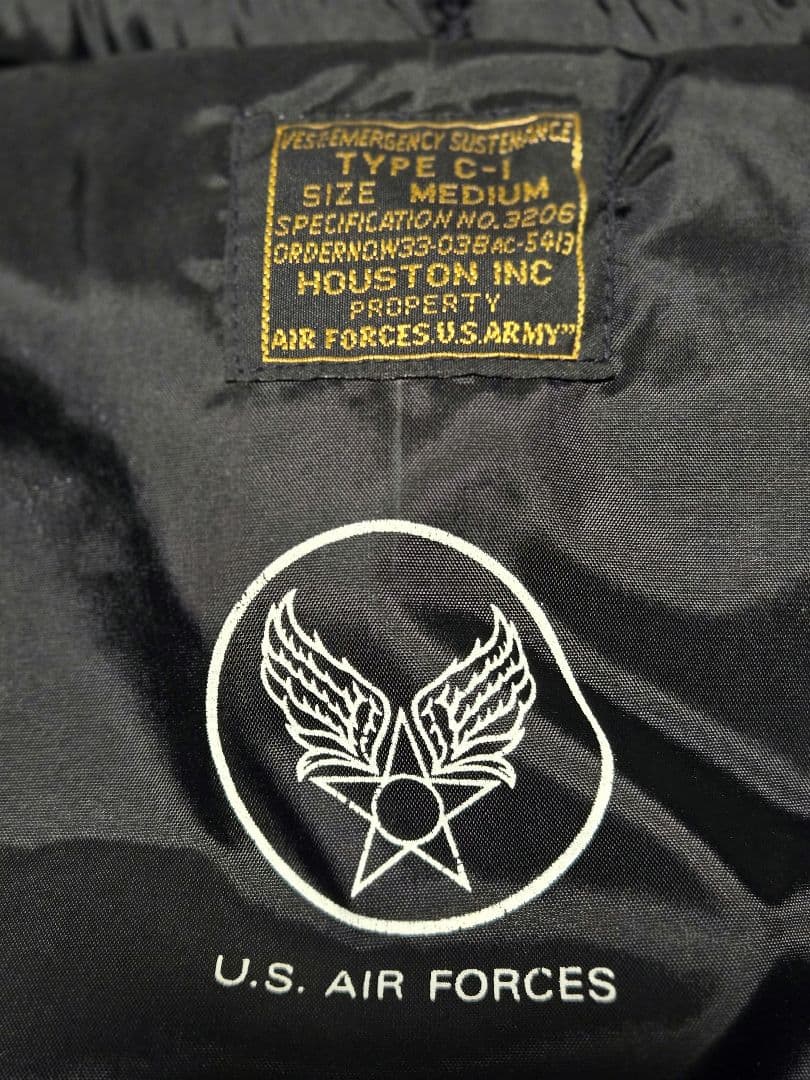 VEST-EMERGENCY SUSTENANCE
TYPE C-1
SIZE MEDIUM
SPECIFICATION NO.3206
ORDER NO.W33-038 AC-5413
HOUSTON INC
PROPERTY
AIR FORCES.U.S.ARMY”
U.S. AIR FORCES